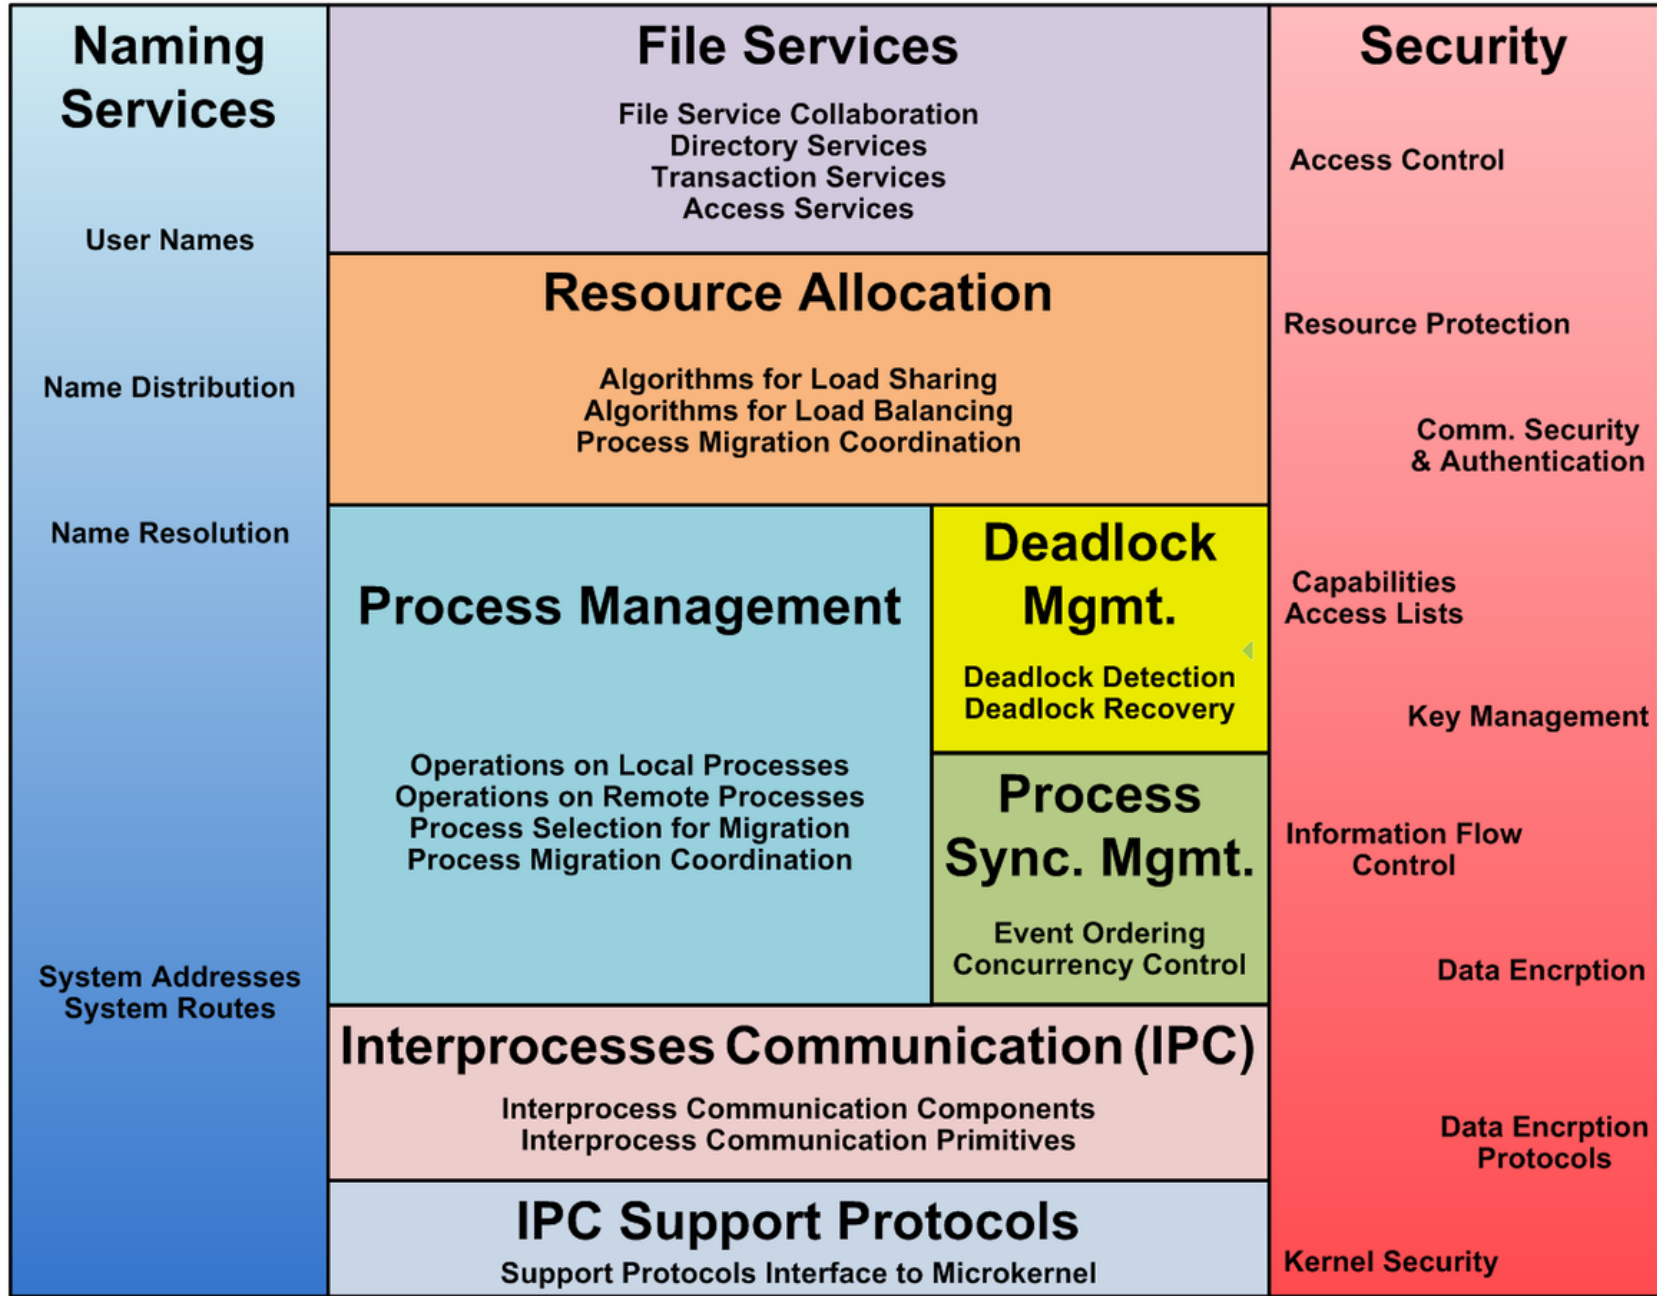 Naming
Services
User Names
Name Distribution
Name Resolution
System Addresses
System Routes
File Services
File Service Collaboration
Directory Services
Transaction Services
Access Services
Resource Allocation
Algorithms for Load Sharing
Algorithms for Load Balancing
Process Migration Coordination
Process Management
Operations on Local Processes
Operations on Remote Processes
Process Selection for Migration
Process Migration Coordination
Deadlock
Mgmt.
Deadlock Detection
Deadlock Recovery
Process
Sync. Mgmt.
Event Ordering
Concurrency Control
Interprocesses Communication (IPC)
Interprocess Communication Components
Interprocess Communication Primitives
IPC Support Protocols
Support Protocols Interface to Microkernel
Security
Access Control
Resource Protection
Comm. Security
& Authentication
Capabilities
Access Lists
Key Management
Information Flow
Control
Data Encrption
Data Encrption
Protocols
Kernel Security